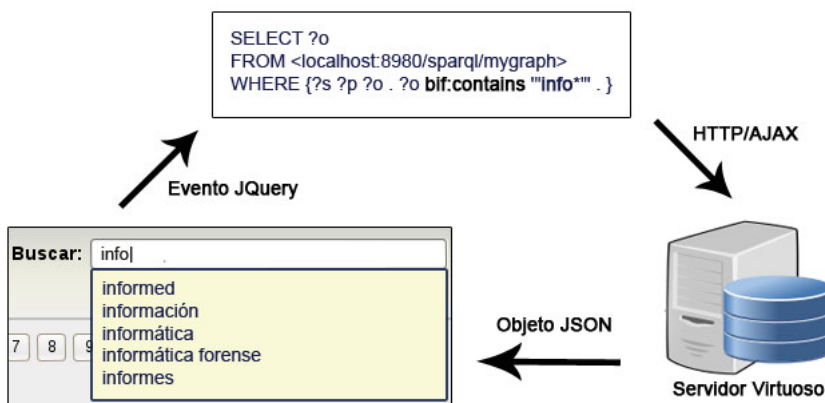 SELECT ?o
FROM <localhost:8980/sparql/mygraph>
WHERE {?s ?p ?o . ?o bif:contains '"info*"' . }
HTTP/AJAX
Evento JQuery
Buscar: info
informed
información
informática
informática forense
informes
7 8 9
Objeto JSON
Servidor Virtuoso